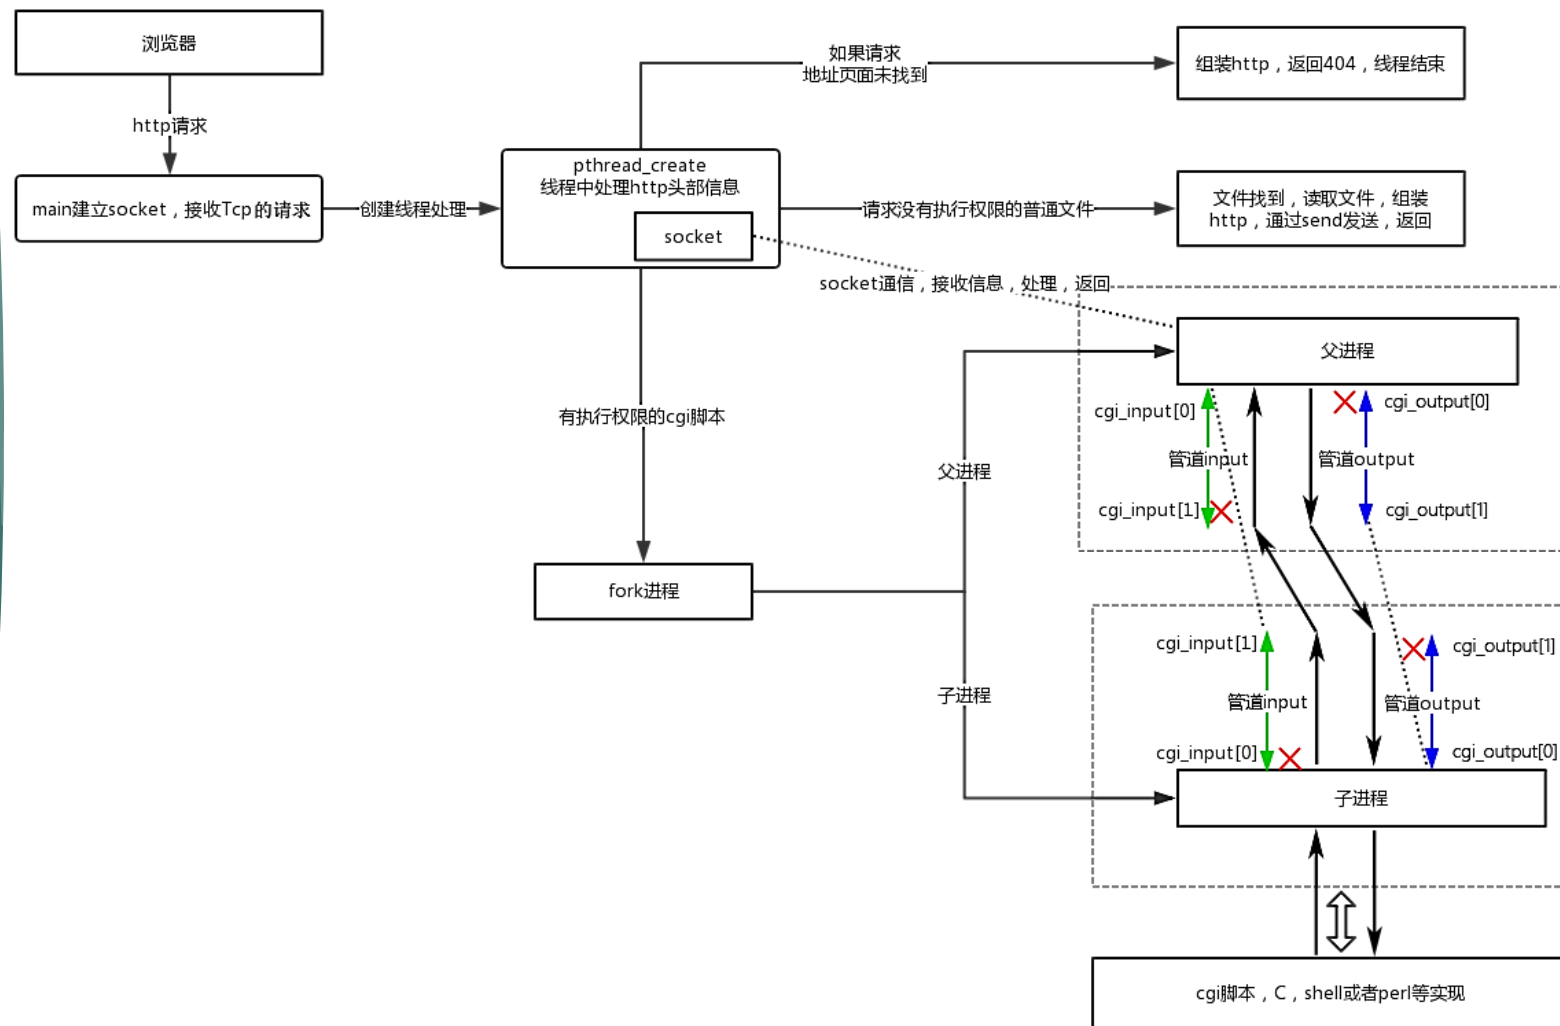 浏览器
http请求
main建立socket，接收Tcp的请求
创建线程处理
pthread_create
线程中处理http头部信息
socket
如果请求
地址页面未找到
组装http，返回404，线程结束
请求没有执行权限的普通文件
文件找到，读取文件，组装
http，通过send发送，返回
socket通信，接收信息，处理，返回
有执行权限的cgi脚本
fork进程
父进程
子进程
父进程
cgi_input[0]
管道input
cgi_input[1]
cgi_output[0]
管道output
cgi_output[1]
cgi_input[1]
管道input
cgi_input[0]
cgi_output[1]
管道output
cgi_output[0]
子进程
cgi脚本，C，shell或者perl等实现